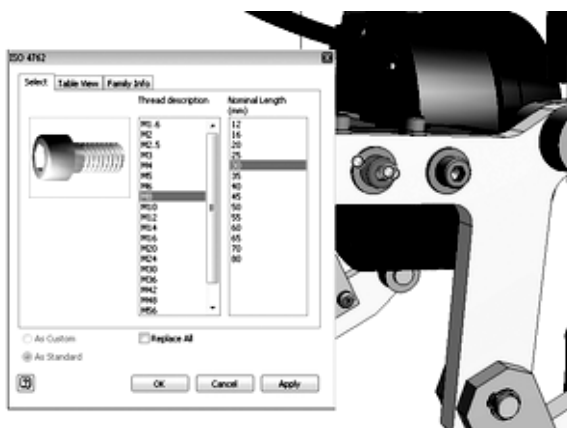 ISO 4762
Select Table View Family Info
Thread description Nominal Length
(mm)
M1.6 12
M2 16
M2.5 20
M3 25
M4
M5 35
M6 40
45
M10 50
M12 55
M14 60
M16 65
M20 70
M24 80
M30
M36
M42
M48
M56
As Custom Replace All
As Standard
? OK Cancel Apply